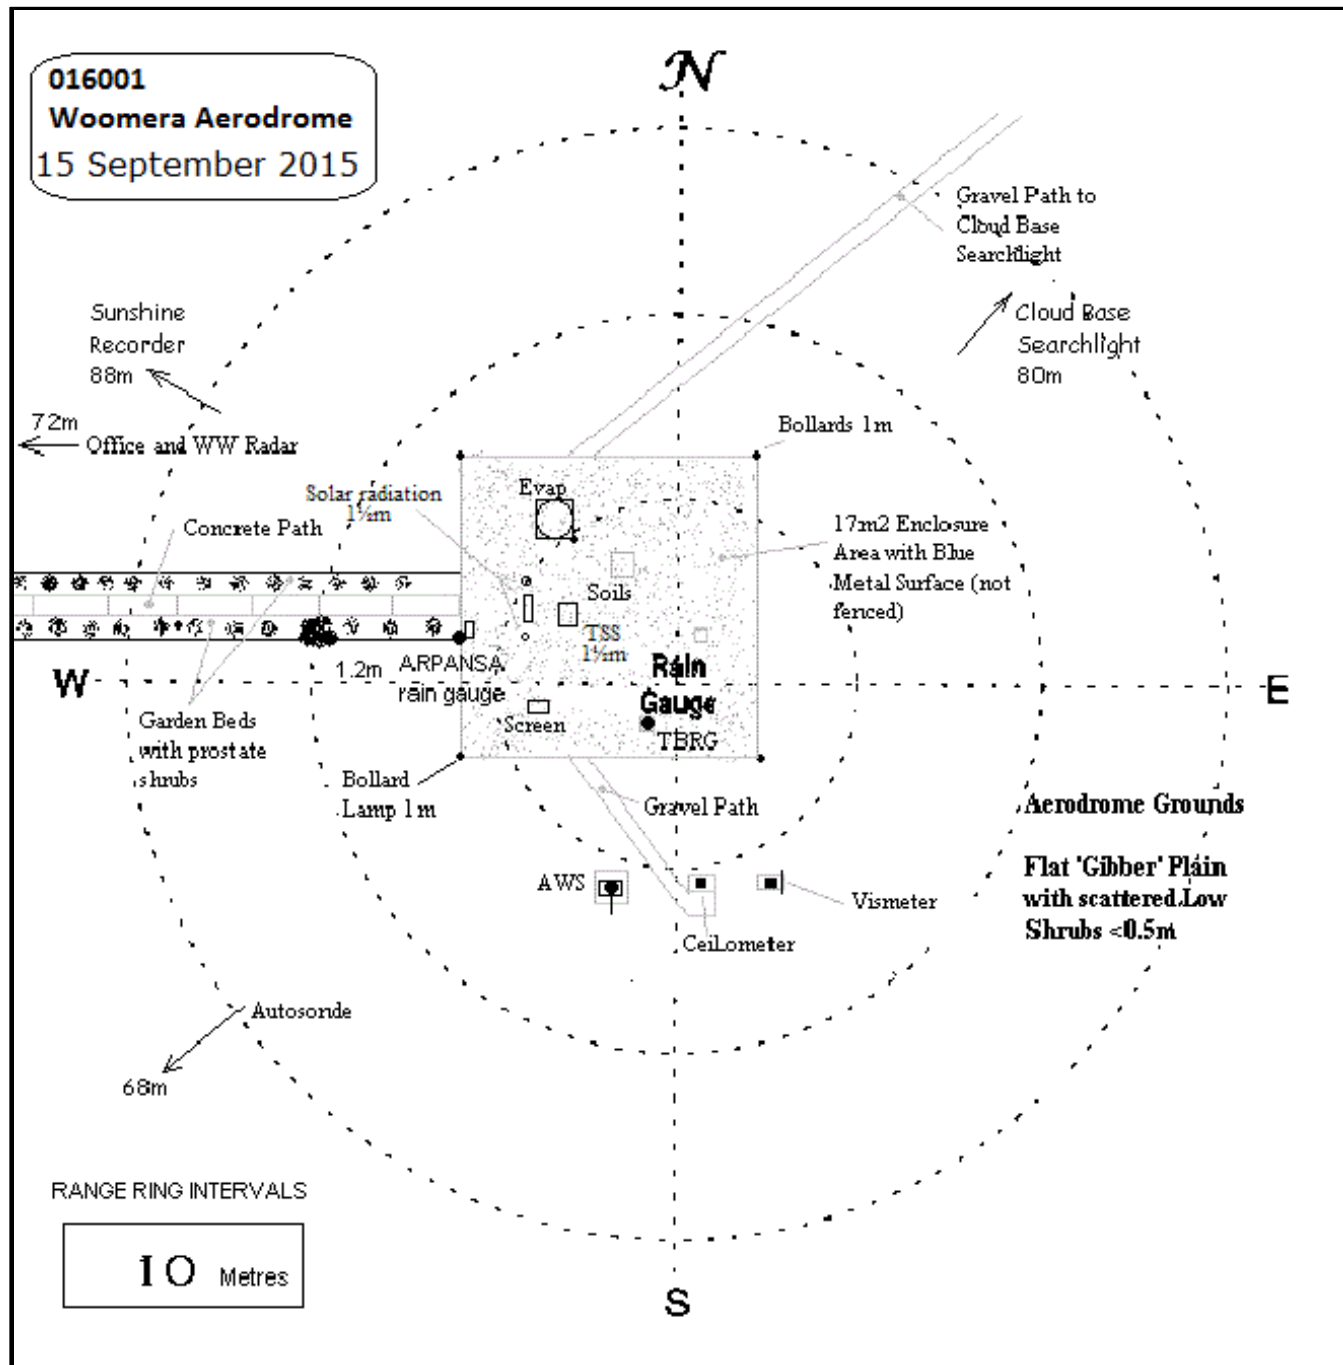 016001
Woomera Aerodrome
15 September 2015
N
Gravel Path to
Cloud Base
Searchlight
Sunshine
Recorder
88m
Cloud Base
Searchlight
80m
72m
Office and WW Radar
Bollards 1m
Evap
Solar radiation
1½m
Concrete Path
17m2 Enclosure
Area with Blue
Metal Surface (not
fenced)
Soils
TSS
1½m
1.2m
ARPANSA
rain gauge
Rain
Gauge
W
E
Garden Beds
with prostate
shrubs
Screen
TBRG
Bollard
Lamp 1m
Gravel Path
Aerodrome Grounds
Flat 'Gibber' Plain
with scattered Low
Shrubs <0.5m
AWS
Vismeter
CeiLometer
Autosonde
68m
RANGE RING INTERVALS
10 Metres
S